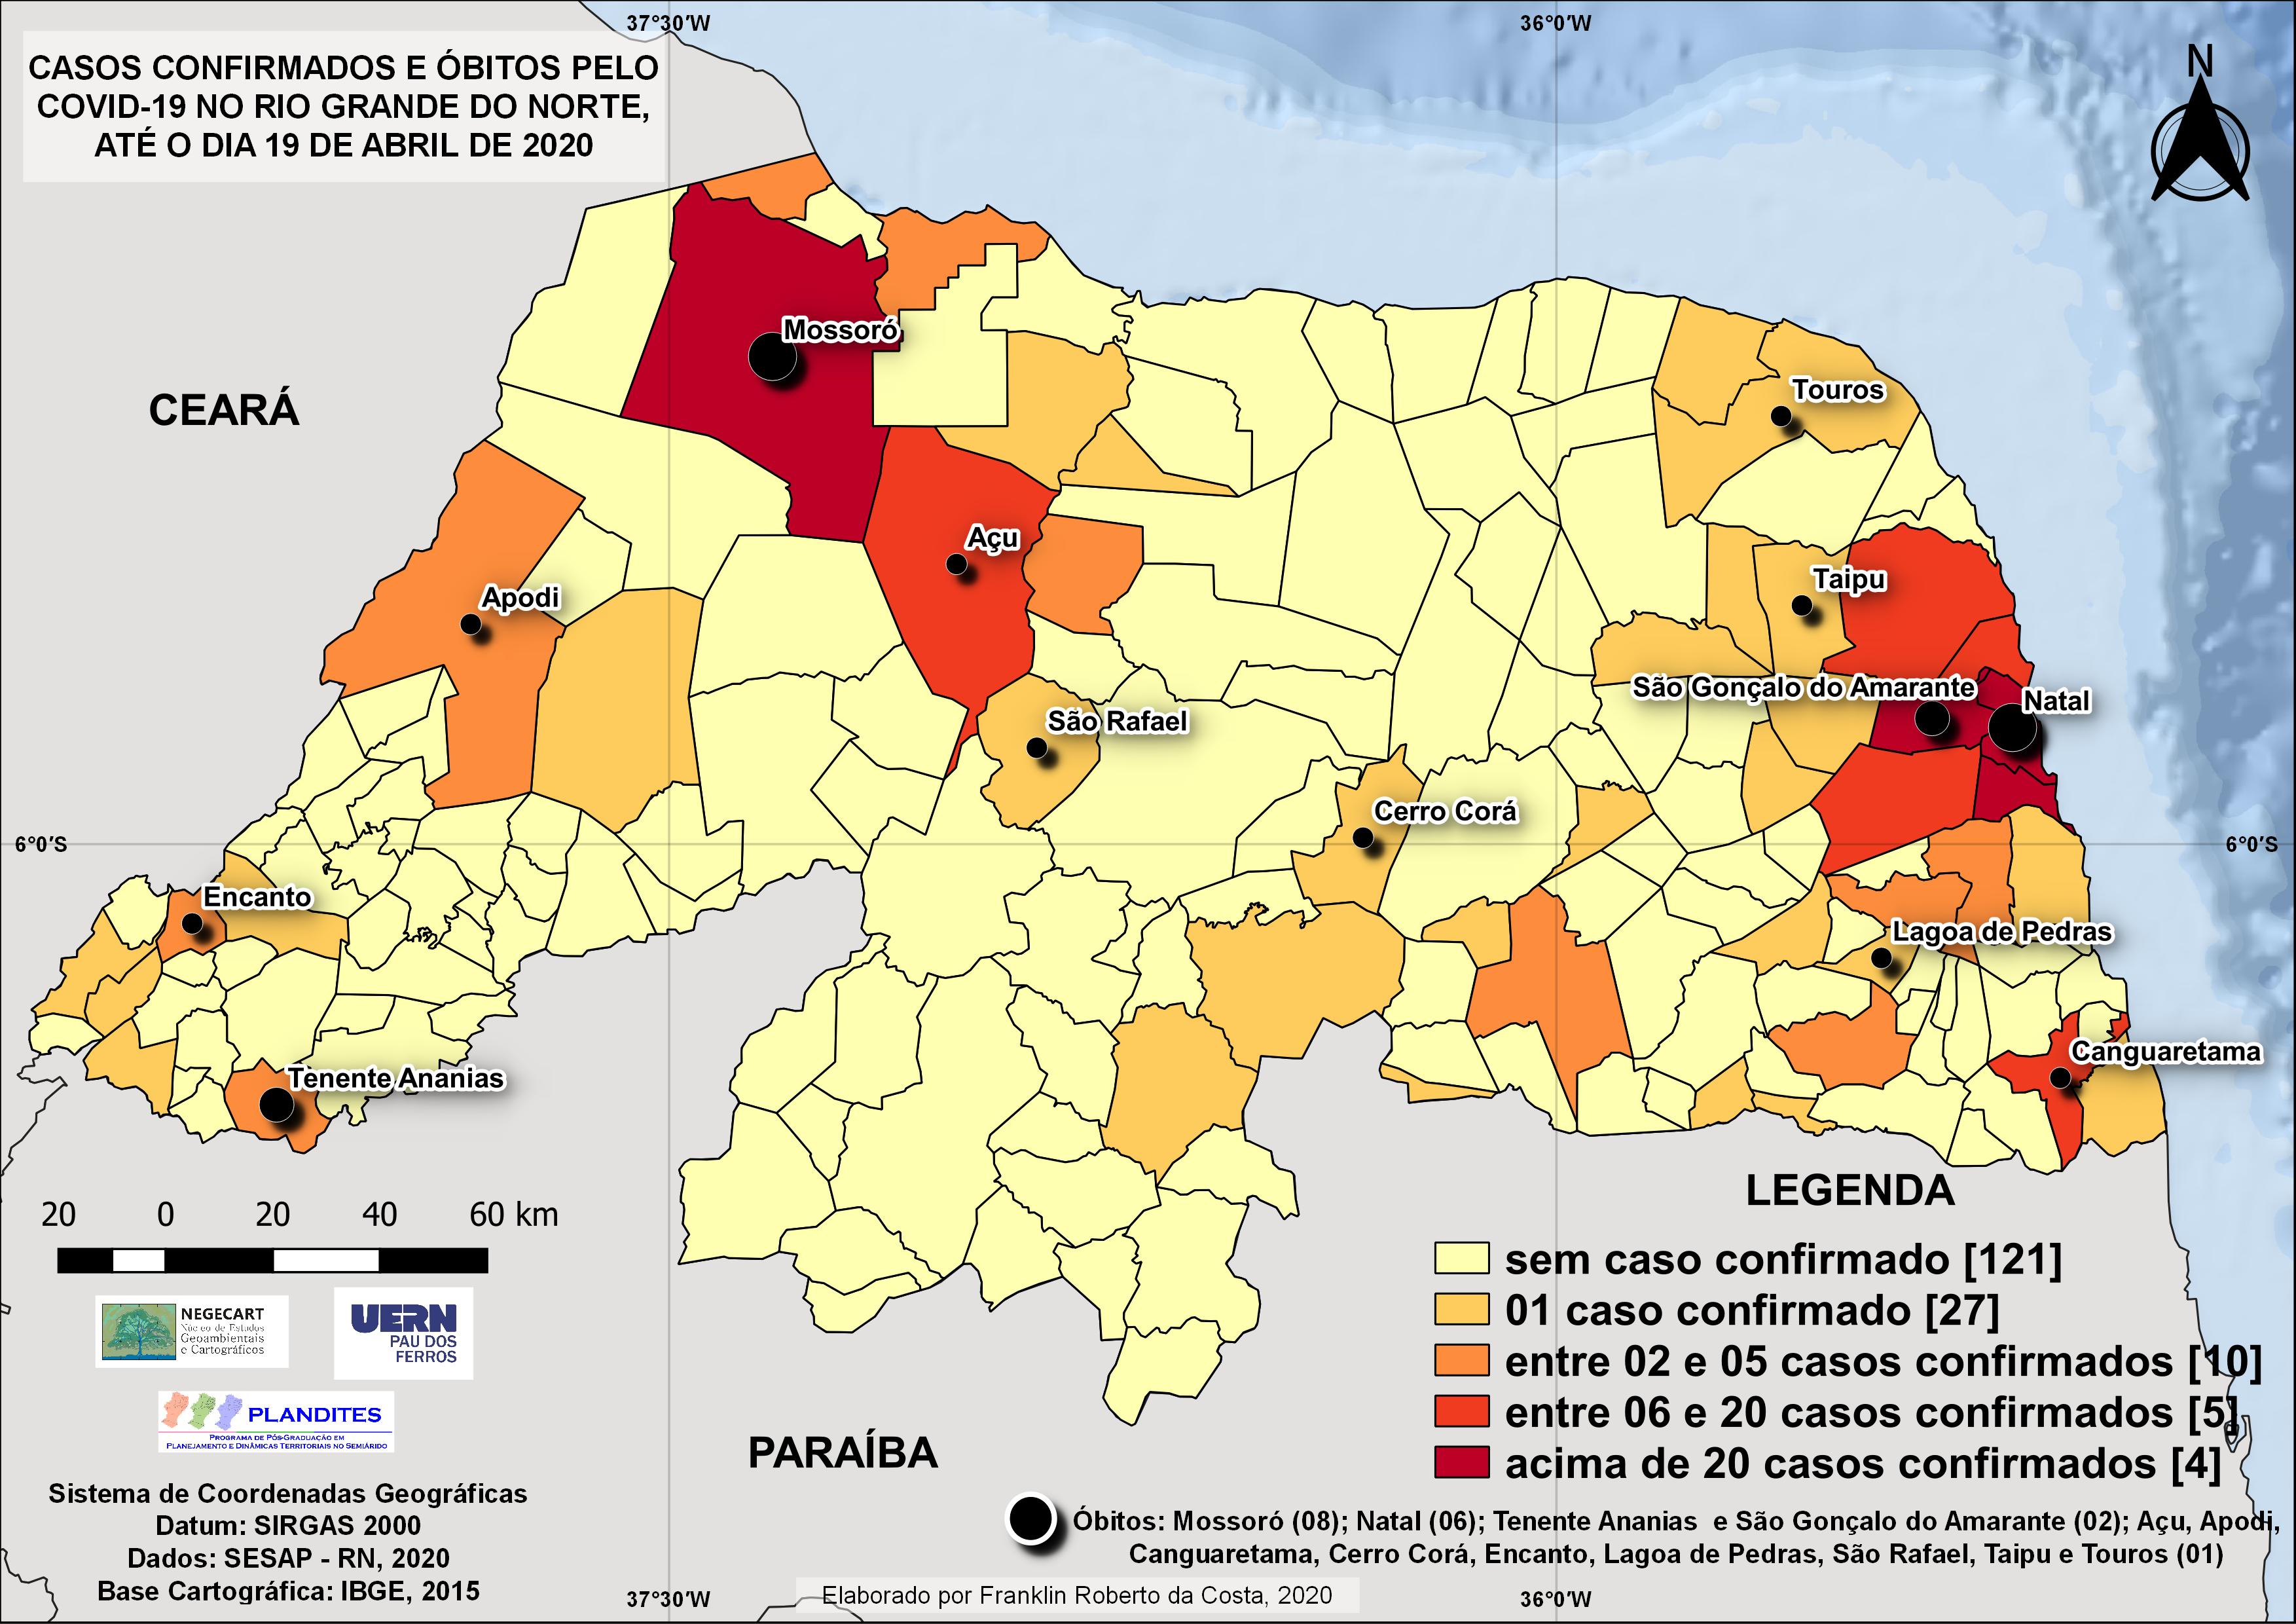 37°30'W
36°0'W
CASOS CONFIRMADOS E ÓBITOS PELO
COVID-19 NO RIO GRANDE DO NORTE,
ATÉ O DIA 19 DE ABRIL DE 2020
N
Mossoró
CEARÁ
Touros
Açu
Taipu
Apodi
São Gonçalo do Amarante
Natal
São Rafael
Cerro Corá
6°0'S
6°0'S
Encanto
Lagoa de Pedras
Canguaretama
Tenente Ananias
LEGENDA
sem caso confirmado [121]
01 caso confirmado [27]
entre 02 e 05 casos confirmados [10]
entre 06 e 20 casos confirmados [5]
acima de 20 casos confirmados [4]
20 0 20 40 60 km
NEGECART
Núcleo de Estudos
Geoambientais
e Cartográficos
UERN
PAU DOS
FERROS
PLANDITES
PROGRAMA DE PÓS-GRADUAÇÃO EM
PLANEJAMENTO E DINÂMICAS TERRITORIAIS NO SEMIÁRIDO
PARAÍBA
Sistema de Coordenadas Geográficas
Datum: SIRGAS 2000
Dados: SESAP - RN, 2020
Base Cartográfica: IBGE, 2015
Óbitos: Mossoró (08); Natal (06); Tenente Ananias e São Gonçalo do Amarante (02); Açu, Apodi,
Canguaretama, Cerro Corá, Encanto, Lagoa de Pedras, São Rafael, Taipu e Touros (01)
Elaborado por Franklin Roberto da Costa, 2020
37°30'W
36°0'W